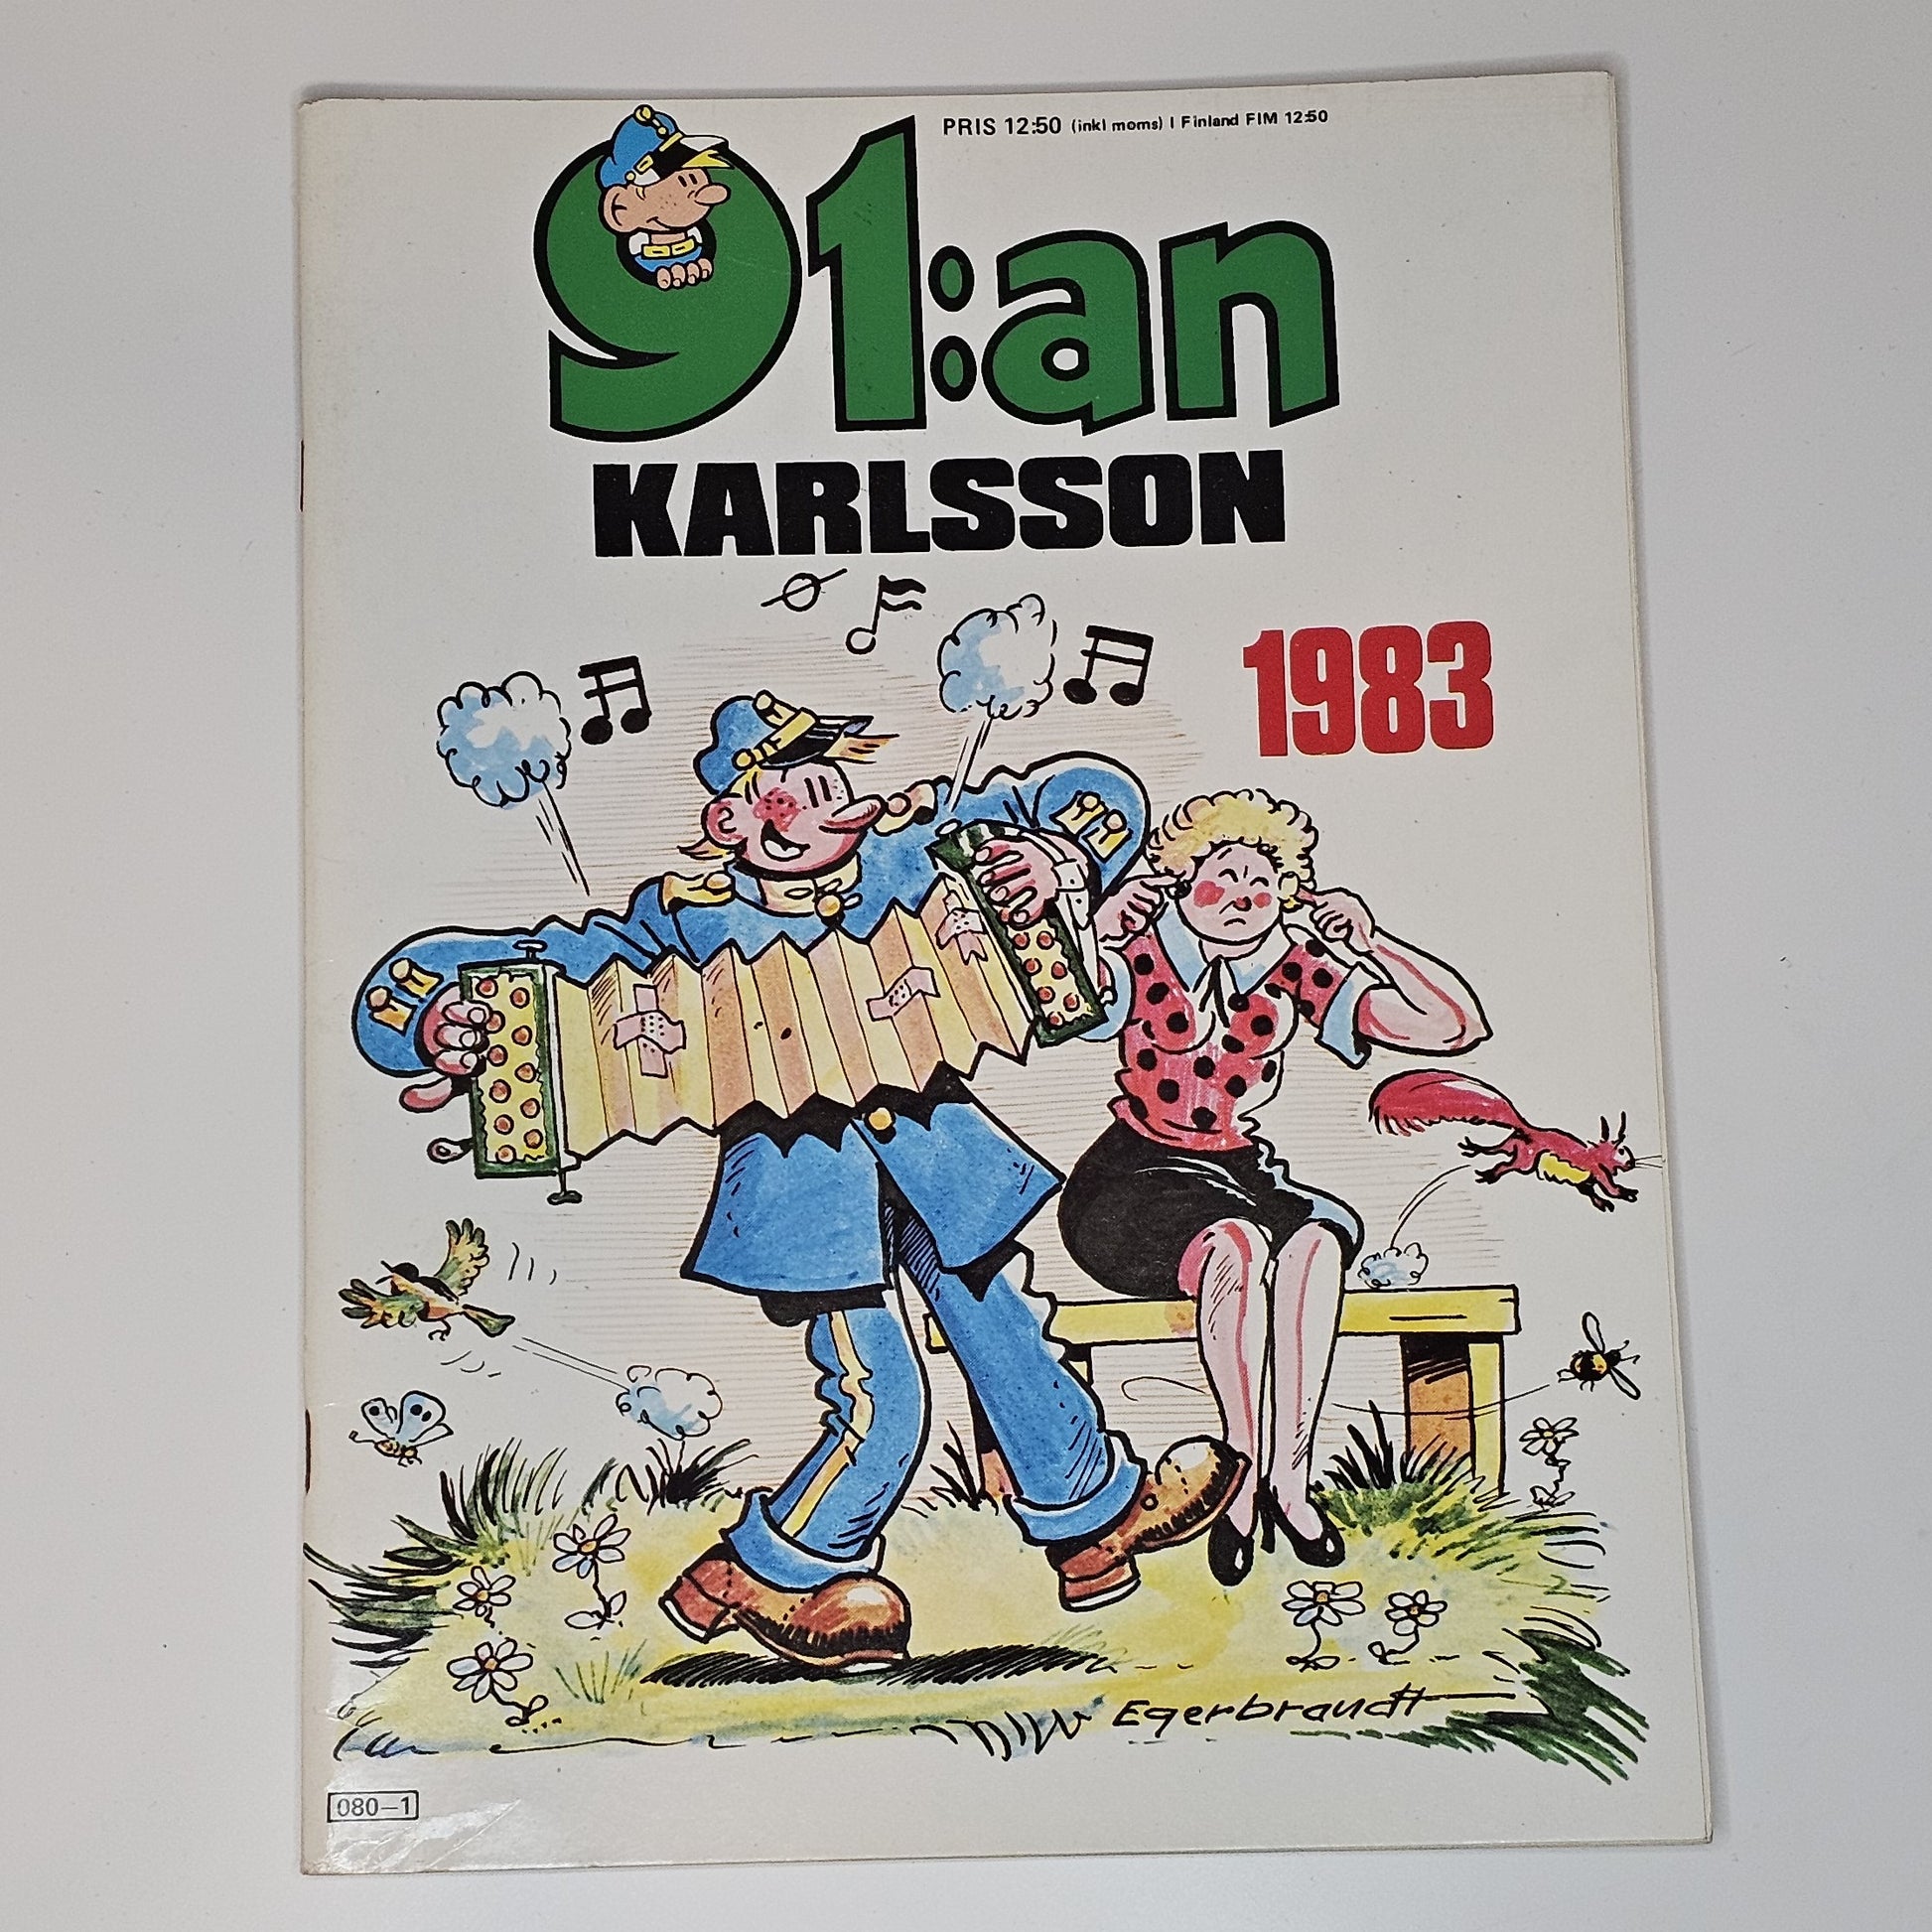 PRIS 12:50 (inkl moms) I Finland FIM 12:50
91:an
KARLSSON
1983
Egerbrandt
080-1